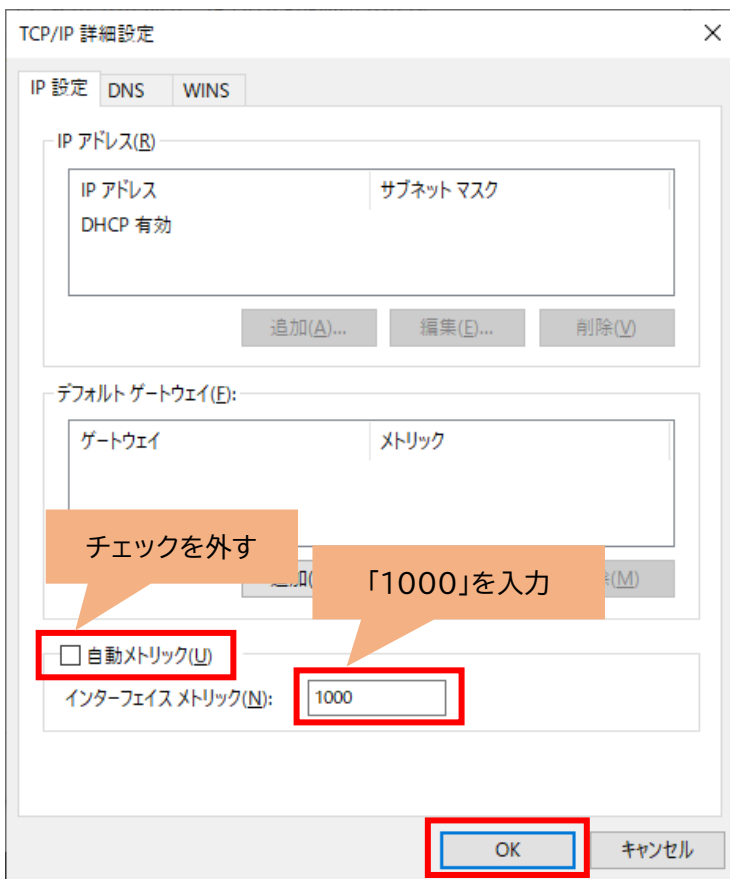 TCP/IP 詳細設定
IP 設定 DNS WINS
IP アドレス(R)
IP アドレス サブネット マスク
DHCP 有効
追加(A)... 編集(E)... 削除(V)
デフォルト ゲートウェイ(F):
ゲートウェイ メトリック
チェックを外す
「1000」を入力
(M)
自動メトリック(U)
インターフェイス メトリック(N): 1000
OK キャンセル